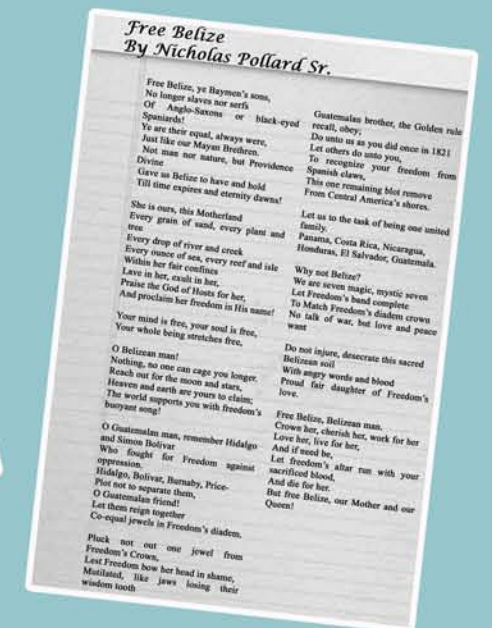 Free Belize
By Nicholas Pollard Sr.
Free Belize, ye Baymen's sons,
No longer slaves nor serfs
Of Anglo-Saxons or black-eyed
Spaniards!
Ye are their equal, always were,
Just like our Mayan Brethren.
Not man nor nature, but Providence
Divine
Gave us Belize to have and hold
Till time expires and eternity dawns!
She is ours, this Motherland
Every grain of sand, every plant and
tree
Every drop of river and creek
Every ounce of sea, every reef and isle
Within her fair confines
Lave in her, exult in her,
Praise the God of Hosts for her,
And proclaim her freedom in His name!
Your mind is free, your soul is free,
Your whole being stretches free,
O Belizean man!
Nothing, no one can cage you longer.
Reach out for the moon and stars,
Heaven and earth are yours to claim;
The world supports you with freedom's
buoyant song!
O Guatemalan man, remember Hidalgo
and Simon Bolivar
Who fought for Freedom against
oppression.
Hidalgo, Bolivar, Burnaby, Price-
Plot not to separate them,
O Guatemalan friend!
Let them reign together
Co-equal jewels in Freedom's diadem.
Pluck not out one jewel from
Freedom's Crown,
Lest Freedom bow her head in shame,
Mutilated, like jaws losing their
wisdom tooth
Guatemalan brother, the Golden rule
recall, obey;
Do unto us as you did once in 1821
Let others do unto you,
To recognize your freedom from
Spanish claws,
This one remaining blot remove
From Central America's shores.
Let us to the task of being one united
family.
Panama, Costa Rica, Nicaragua,
Honduras, El Salvador, Guatemala.
Why not Belize?
We are seven magic, mystic seven
Let Freedom's band complete
To Match Freedom's diadem crown
No talk of war, but love and peace
want
Do not injure, desecrate this sacred
Belizean soil
With angry words and blood
Proud fair daughter of Freedom's
love.
Free Belize, Belizean man.
Crown her, cherish her, work for her
Love her, live for her,
And if need be,
Let freedom's altar run with your
sacrificed blood,
And die for her.
But free Belize, our Mother and our
Queen!